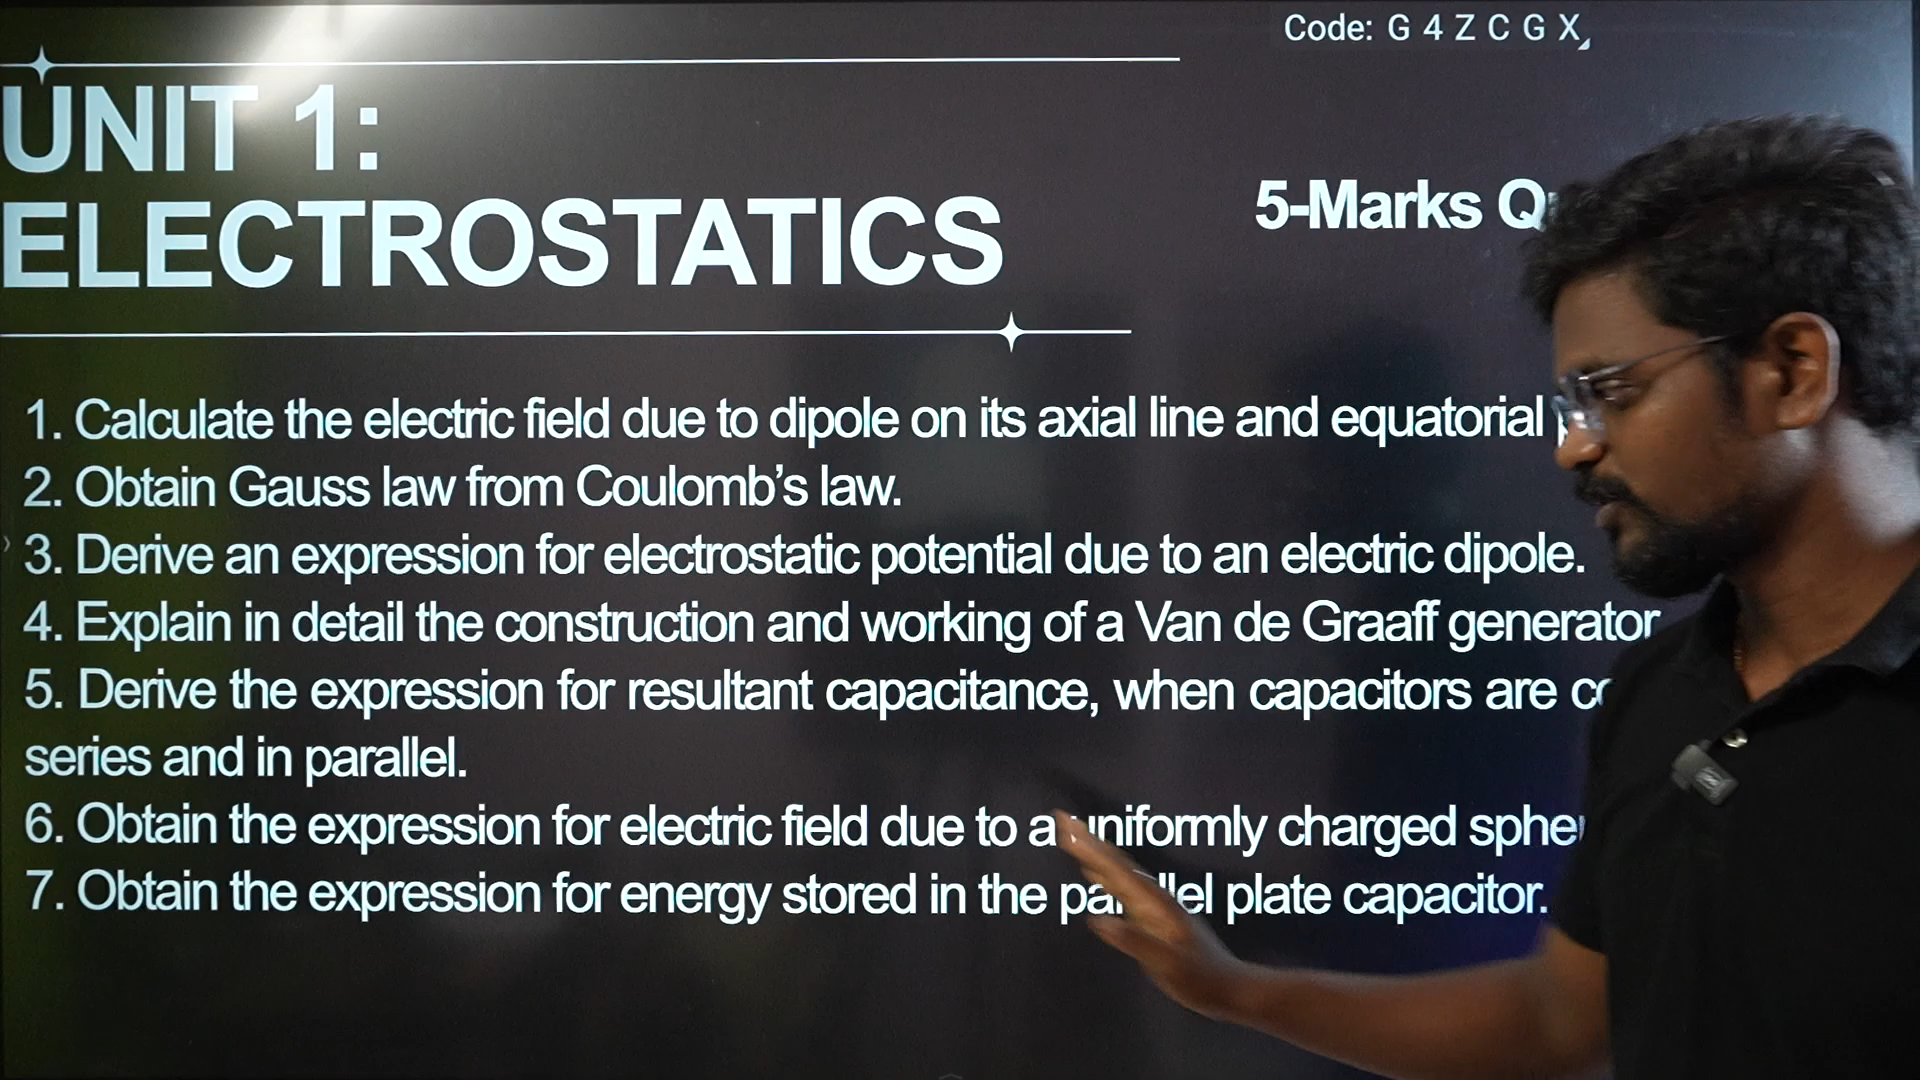 Code: G 4 Z C G X
UNIT 1:
ELECTROSTATICS
5-Marks
1. Calculate the electric field due to dipole on its axial line and equatorial
2. Obtain Gauss law from Coulomb’s law.
3. Derive an expression for electrostatic potential due to an electric dipole.
4. Explain in detail the construction and working of a Van de Graaff generator
5. Derive the expression for resultant capacitance, when capacitors are
series and in parallel.
6. Obtain the expression for electric field due to a uniformly charged
7. Obtain the expression for energy stored in the parallel plate capacitor.